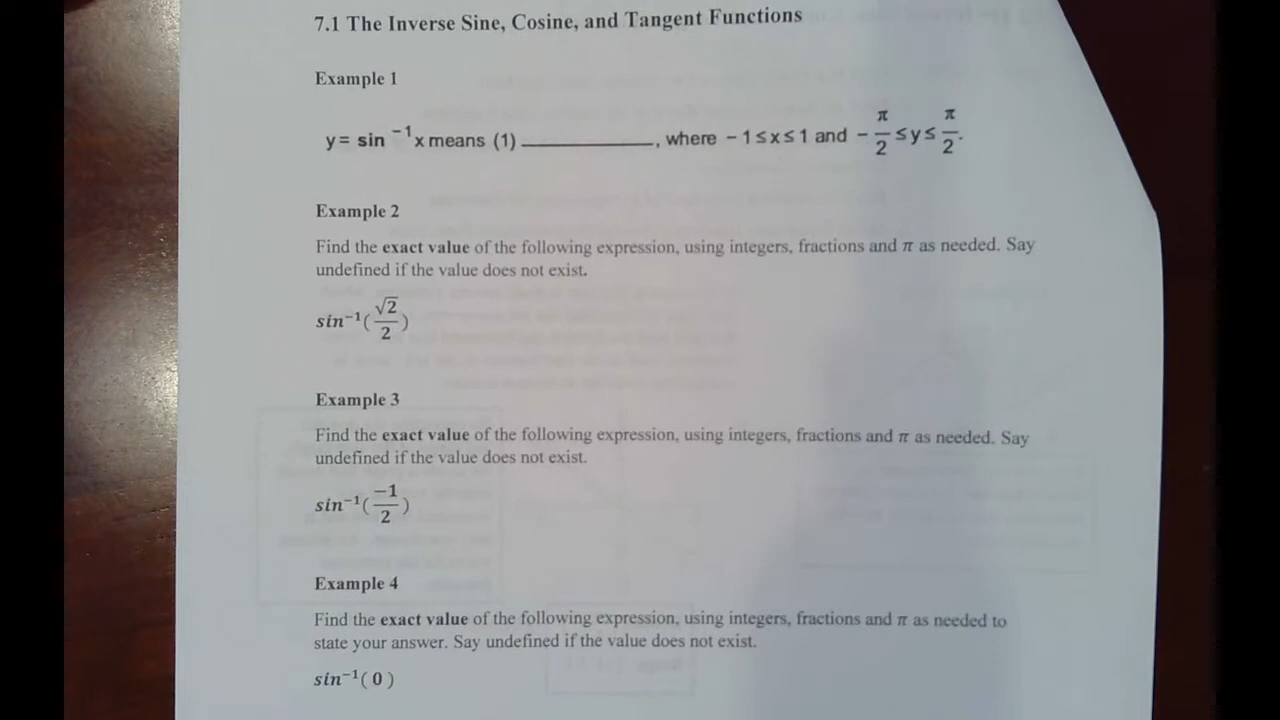 7.1 The Inverse Sine, Cosine, and Tangent Functions
Example 1
y = sin ⁻¹x means (1) ___________, where − 1 ≤ x ≤ 1 and − π/2 ≤ y ≤ π/2.
Example 2
Find the exact value of the following expression, using integers, fractions and π as needed. Say
undefined if the value does not exist.
sin⁻¹(√2/2)
Example 3
Find the exact value of the following expression, using integers, fractions and π as needed. Say
undefined if the value does not exist.
sin⁻¹(−1/2)
Example 4
Find the exact value of the following expression, using integers, fractions and π as needed to
state your answer. Say undefined if the value does not exist.
sin⁻¹( 0 )